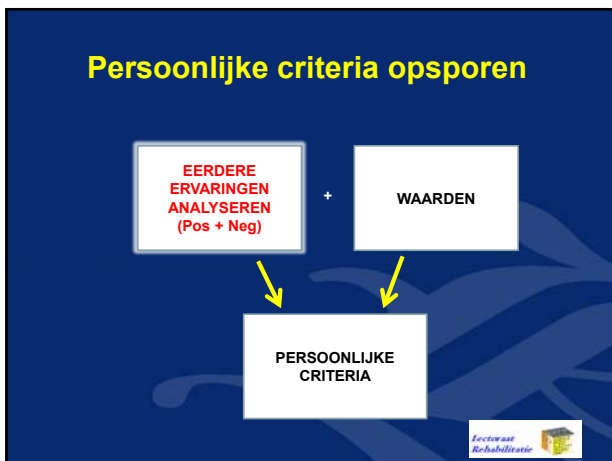 Persoonlijke criteria opsporen
EERDERE
ERVARINGEN
ANALYSEREN
(Pos + Neg)
+
WAARDEN
PERSOONLIJKE
CRITERIA
Lectoraat
Rehabilitatie